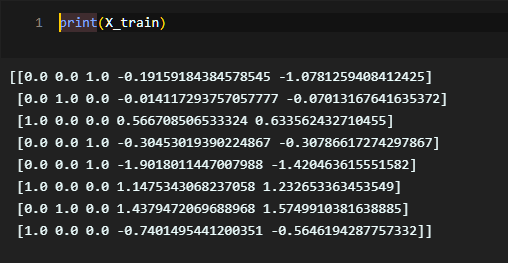 1 print(X_train)
[[0.0 0.0 1.0 -0.19159184384578545 -1.0781259408412425]
[0.0 1.0 0.0 -0.014117293757057777 -0.07013167641635372]
[1.0 0.0 0.0 0.566708506533324 0.633562432710455]
[0.0 0.0 1.0 -0.30453019390224867 -0.30786617274297867]
[0.0 0.0 1.0 -1.9018011447007988 -1.420463615551582]
[1.0 0.0 0.0 1.1475343068237058 1.232653363453549]
[0.0 1.0 0.0 1.4379472069688968 1.5749910381638885]
[1.0 0.0 0.0 -0.7401495441200351 -0.5646194287757332]]